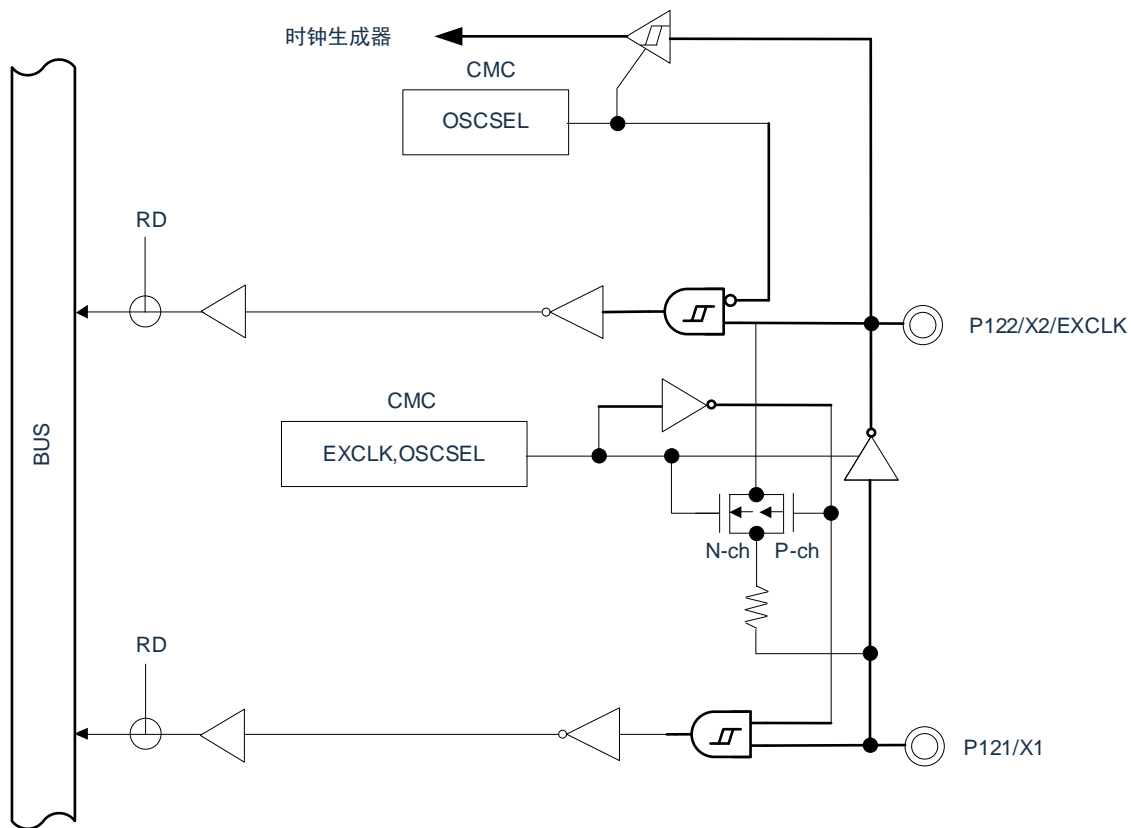 时钟生成器
CMC
OSCSEL
RD
P122/X2/EXCLK
CMC
EXCLK,OSCSEL
BUS
N-ch
P-ch
RD
P121/X1